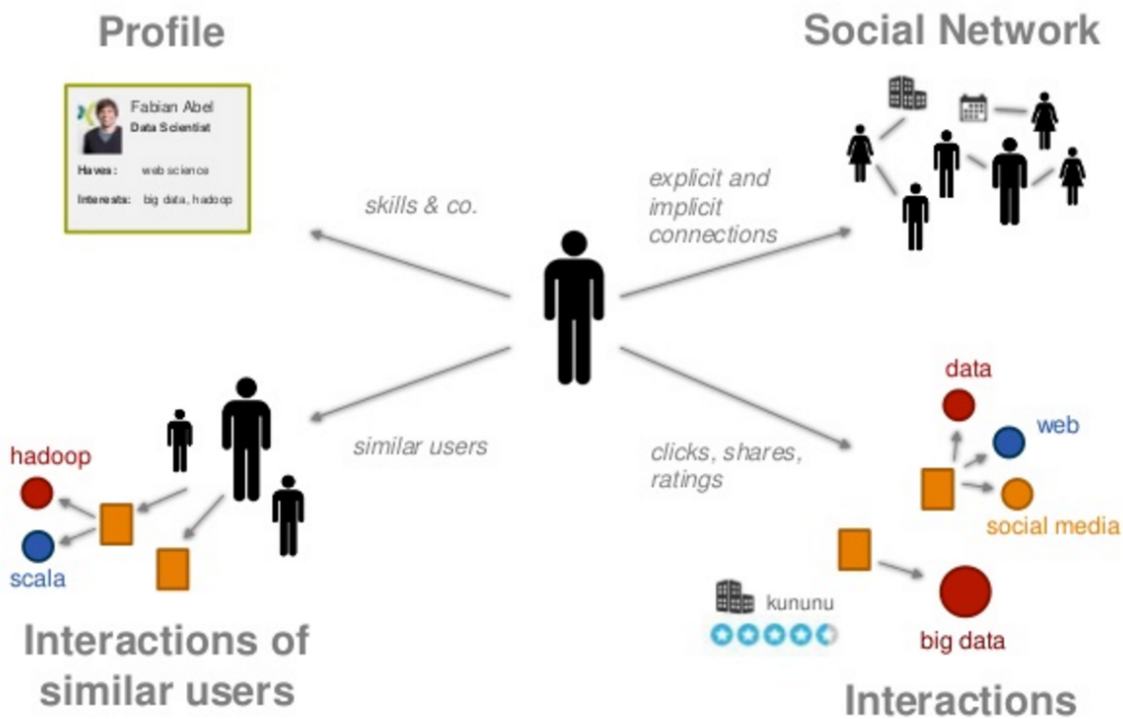 Profile
Fabian Abel
Data Scientist
Haves: web science
Interests: big data, hadoop
skills & co.
Social Network
explicit and
implicit
connections
similar users
hadoop
scala
Interactions of
similar users
clicks, shares,
ratings
data
web
social media
big data
kununu
Interactions